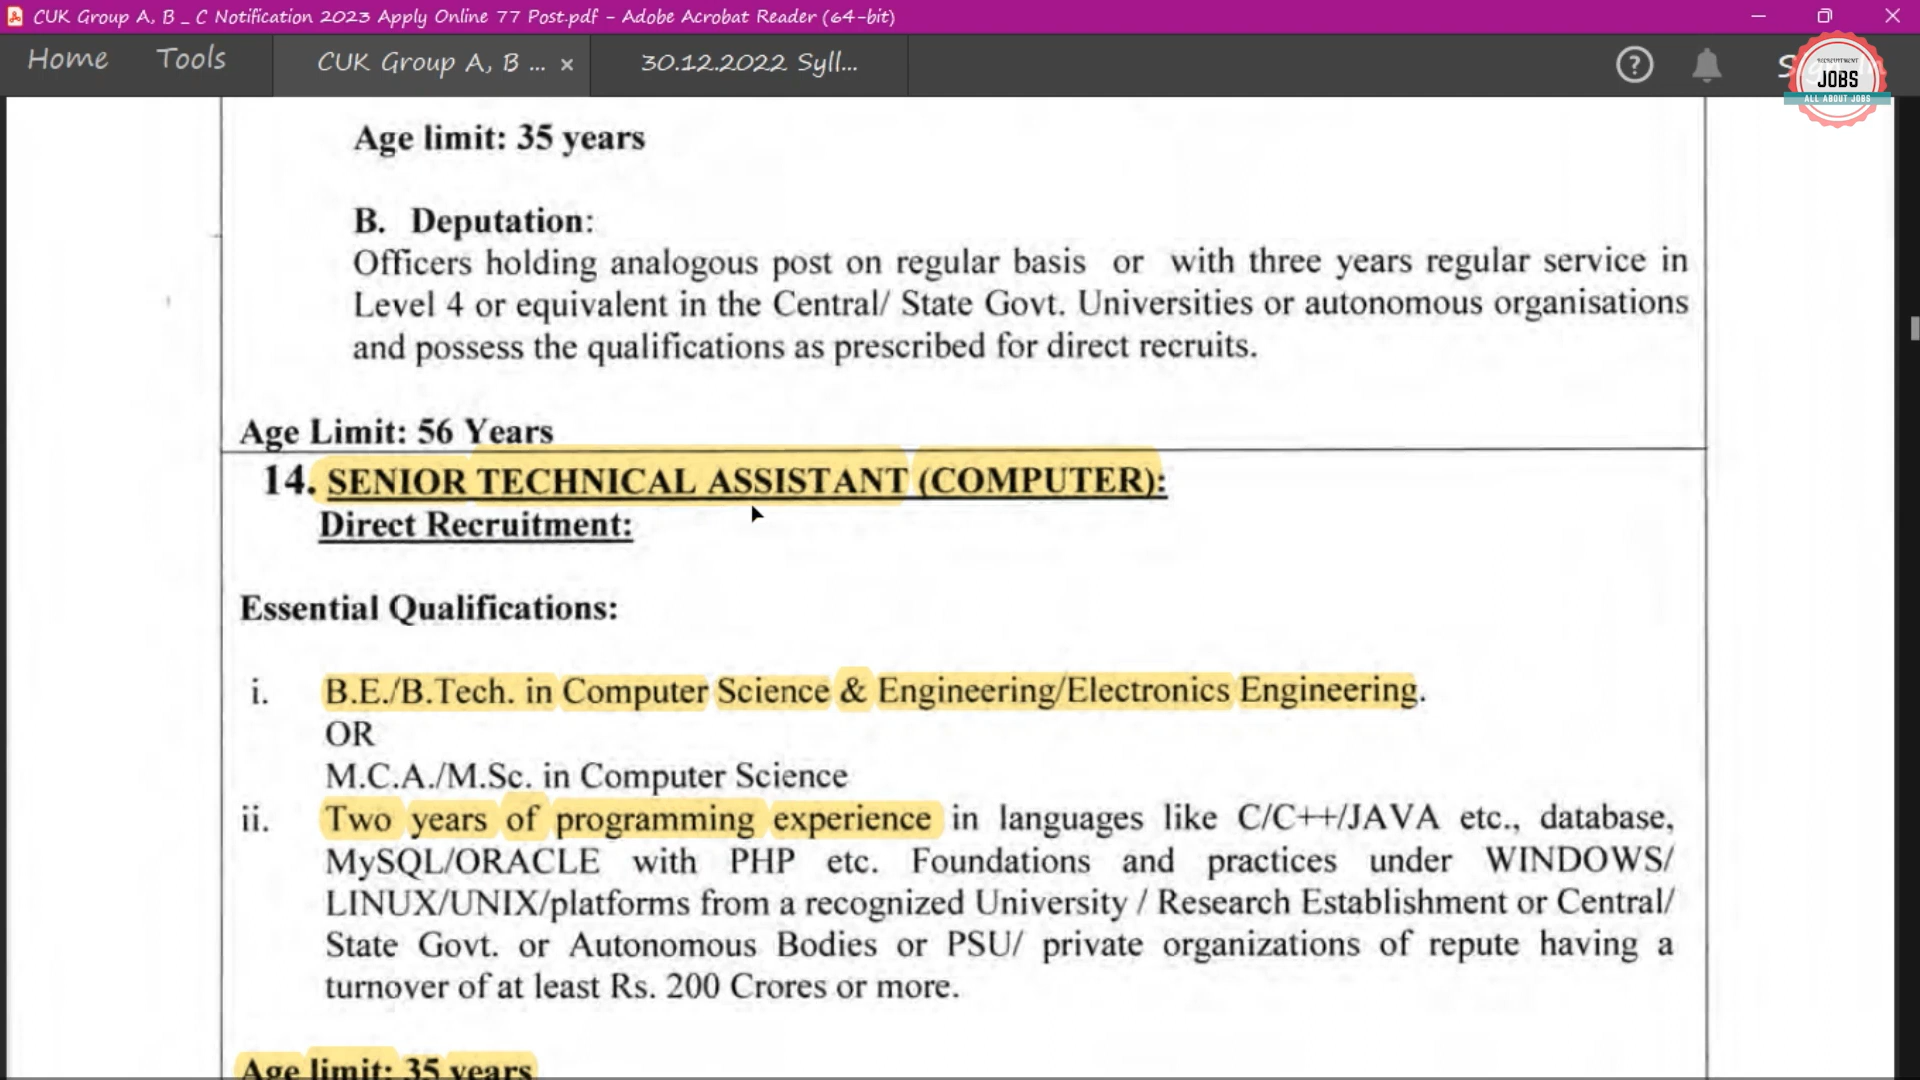 CUK Group A, B _ C Notification 2023 Apply Online 77 Post.pdf - Adobe Acrobat Reader (64-bit)
Home Tools CUK Group A, B ... × 30.12.2022 Syll...
RECRUITMENT
JOBS
ALL ABOUT JOBS
Age limit: 35 years
B. Deputation:
Officers holding analogous post on regular basis or with three years regular service in
Level 4 or equivalent in the Central/ State Govt. Universities or autonomous organisations
and possess the qualifications as prescribed for direct recruits.
Age Limit: 56 Years
14. SENIOR TECHNICAL ASSISTANT (COMPUTER):
Direct Recruitment:
Essential Qualifications:
i. B.E./B.Tech. in Computer Science & Engineering/Electronics Engineering.
OR
M.C.A./M.Sc. in Computer Science
ii. Two years of programming experience in languages like C/C++/JAVA etc., database,
MySQL/ORACLE with PHP etc. Foundations and practices under WINDOWS/
LINUX/UNIX/platforms from a recognized University / Research Establishment or Central/
State Govt. or Autonomous Bodies or PSU/ private organizations of repute having a
turnover of at least Rs. 200 Crores or more.
Age limit: 35 years